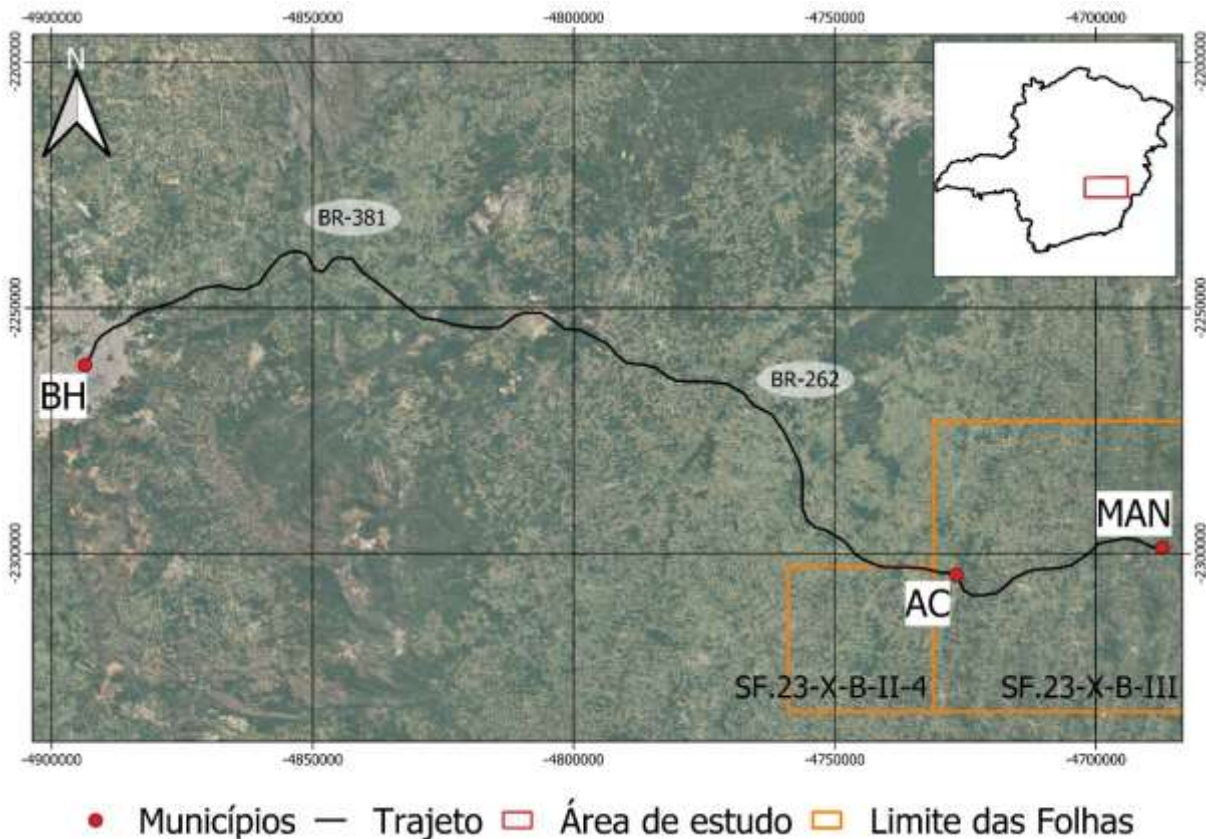 -4900000 -4850000 -4800000 -4750000 -4700000
-2200000 -2200000
N
BR-381
-2250000 -2250000
BH
BR-262
MAN
-2300000 -2300000
AC
SF.23-X-B-II-4 SF.23-X-B-III
-4900000 -4850000 -4800000 -4750000 -4700000
Municípios Trajeto Área de estudo Limite das Folhas